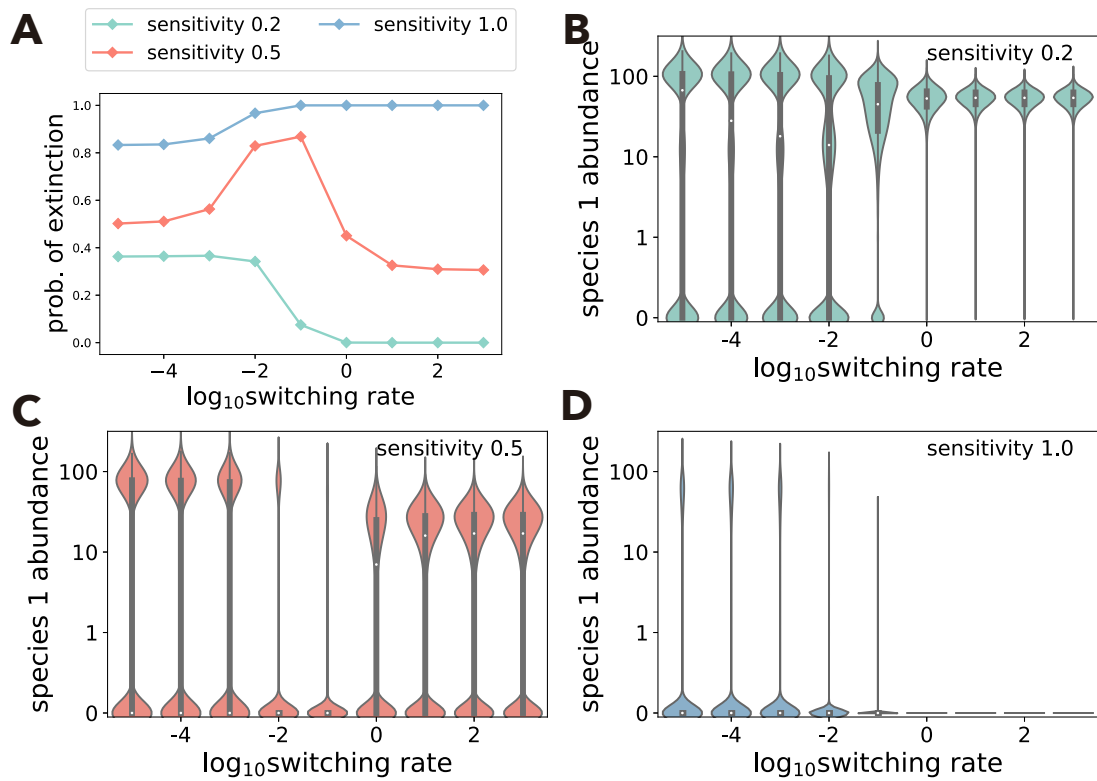 A
sensitivity 0.2
sensitivity 1.0
sensitivity 0.5
prob. of extinction
1.0
0.8
0.6
0.4
0.2
0.0
−4
−2
0
2
log₁₀switching rate
B
sensitivity 0.2
species 1 abundance
100
10
1
0
-4
-2
0
2
log₁₀switching rate
C
sensitivity 0.5
species 1 abundance
100
10
1
0
-4
-2
0
2
log₁₀switching rate
D
sensitivity 1.0
species 1 abundance
100
10
1
0
-4
-2
0
2
log₁₀switching rate